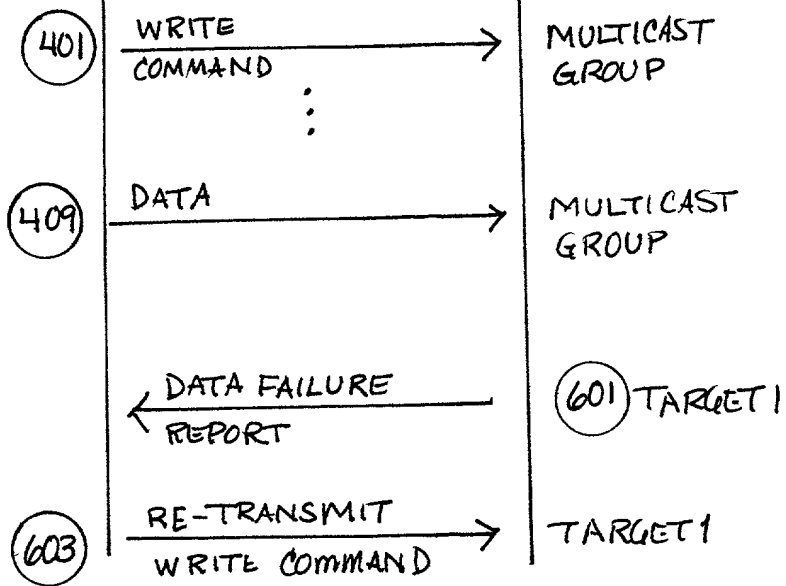 401 WRITE MULTICAST
COMMAND GROUP
409 DATA MULTICAST
GROUP
DATA FAILURE 601 TARGET1
REPORT
603 RE-TRANSMIT TARGET1
WRITE COMMAND